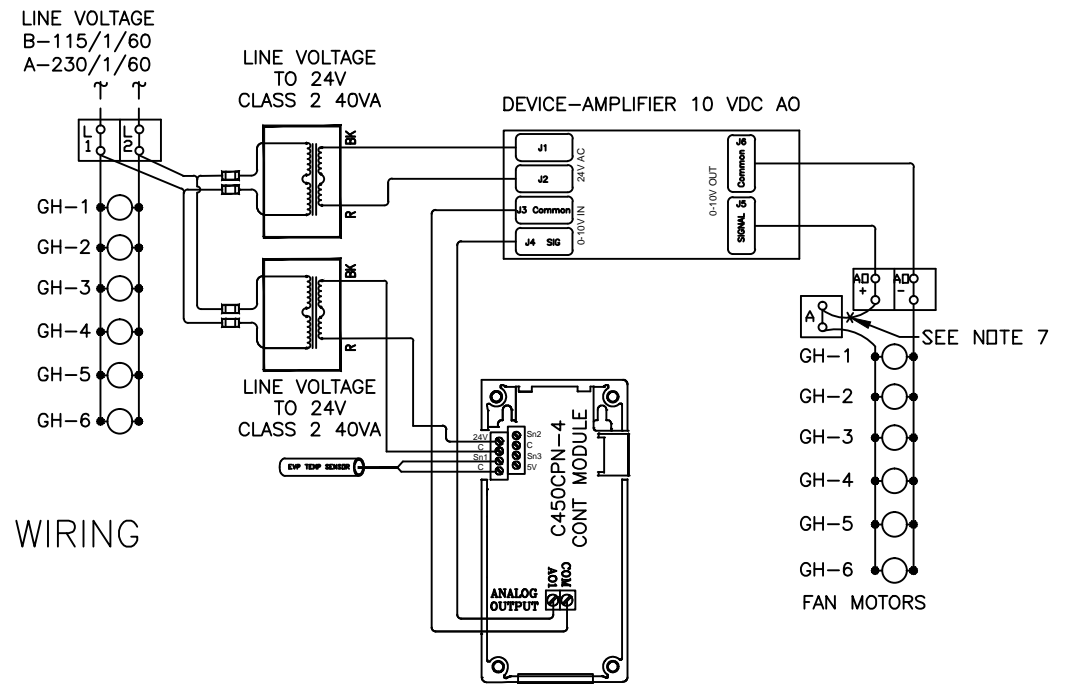 LINE VOLTAGE
B-115/1/60
A-230/1/60
L
1
L
2
GH-1
GH-2
GH-3
GH-4
GH-5
GH-6
LINE VOLTAGE
TO 24V
CLASS 2 40VA
BK
R
BK
R
LINE VOLTAGE
TO 24V
CLASS 2 40VA
DEVICE-AMPLIFIER 10 VDC AO
J1
J2
J3 Common
J4 SIG
24V AC
0-10V IN
0-10V OUT
J6
Common
J5
SIGNAL
AO
+
AO
-
A
SEE NOTE 7
GH-1
GH-2
GH-3
GH-4
GH-5
GH-6
FAN MOTORS
EVP TEMP SENSOR
24V
C
Sn1
C
Sn2
C
Sn3
5V
C450CPN-4
CONT MODULE
ANALOG
OUTPUT
AO1
COM
WIRING